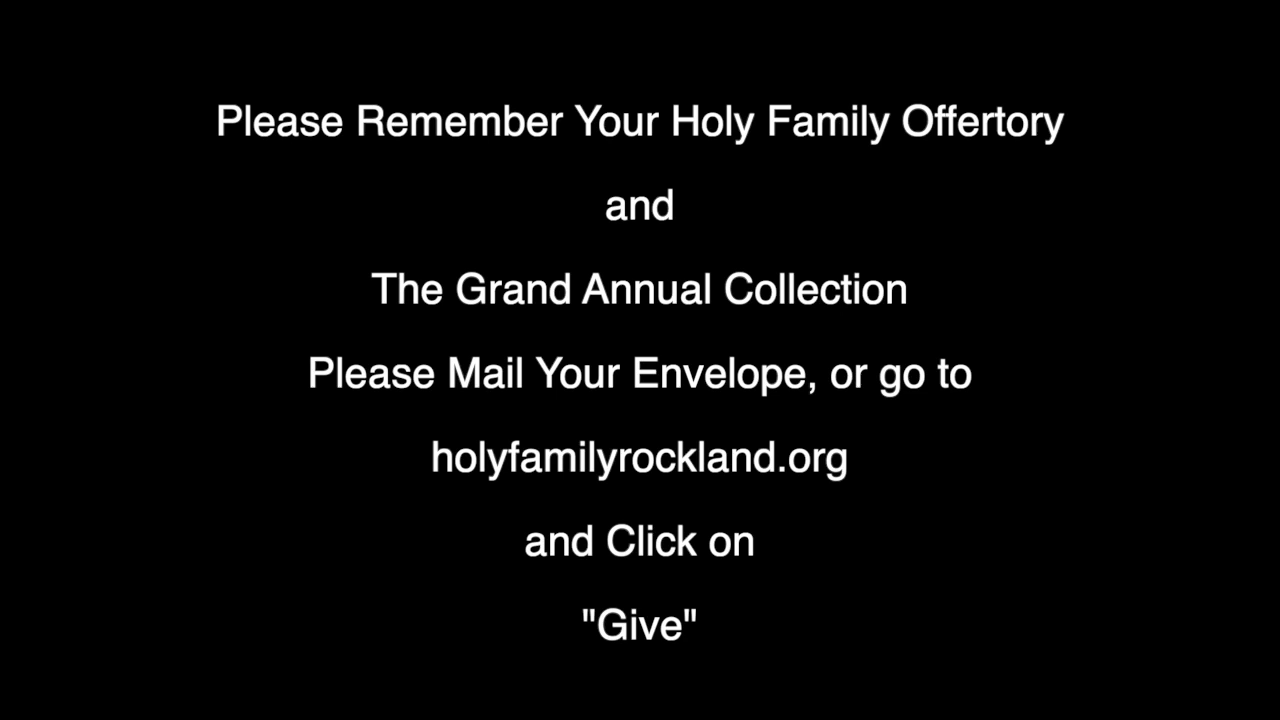 Please Remember Your Holy Family Offertory
and
The Grand Annual Collection
Please Mail Your Envelope, or go to
holyfamilyrockland.org
and Click on
"Give"